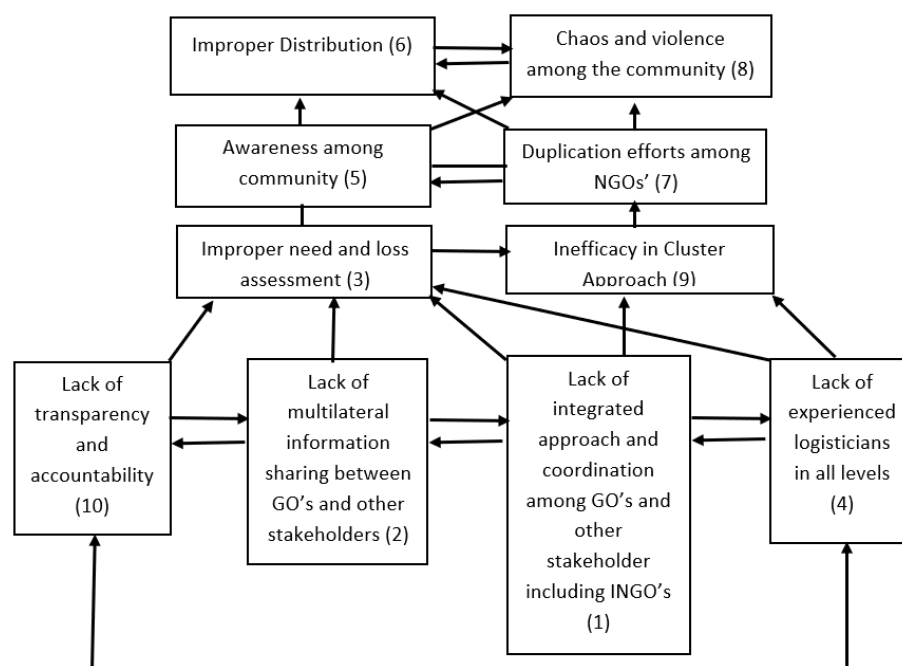 Improper Distribution (6)
Chaos and violence
among the community (8)
Awareness among
community (5)
Duplication efforts among
NGOs’ (7)
Improper need and loss
assessment (3)
Inefficacy in Cluster
Approach (9)
Lack of
transparency
and
accountability
(10)
Lack of
multilateral
information
sharing between
GO’s and other
stakeholders (2)
Lack of
integrated
approach and
coordination
among GO’s and
other
stakeholder
including INGO’s
(1)
Lack of
experienced
logisticians
in all levels
(4)